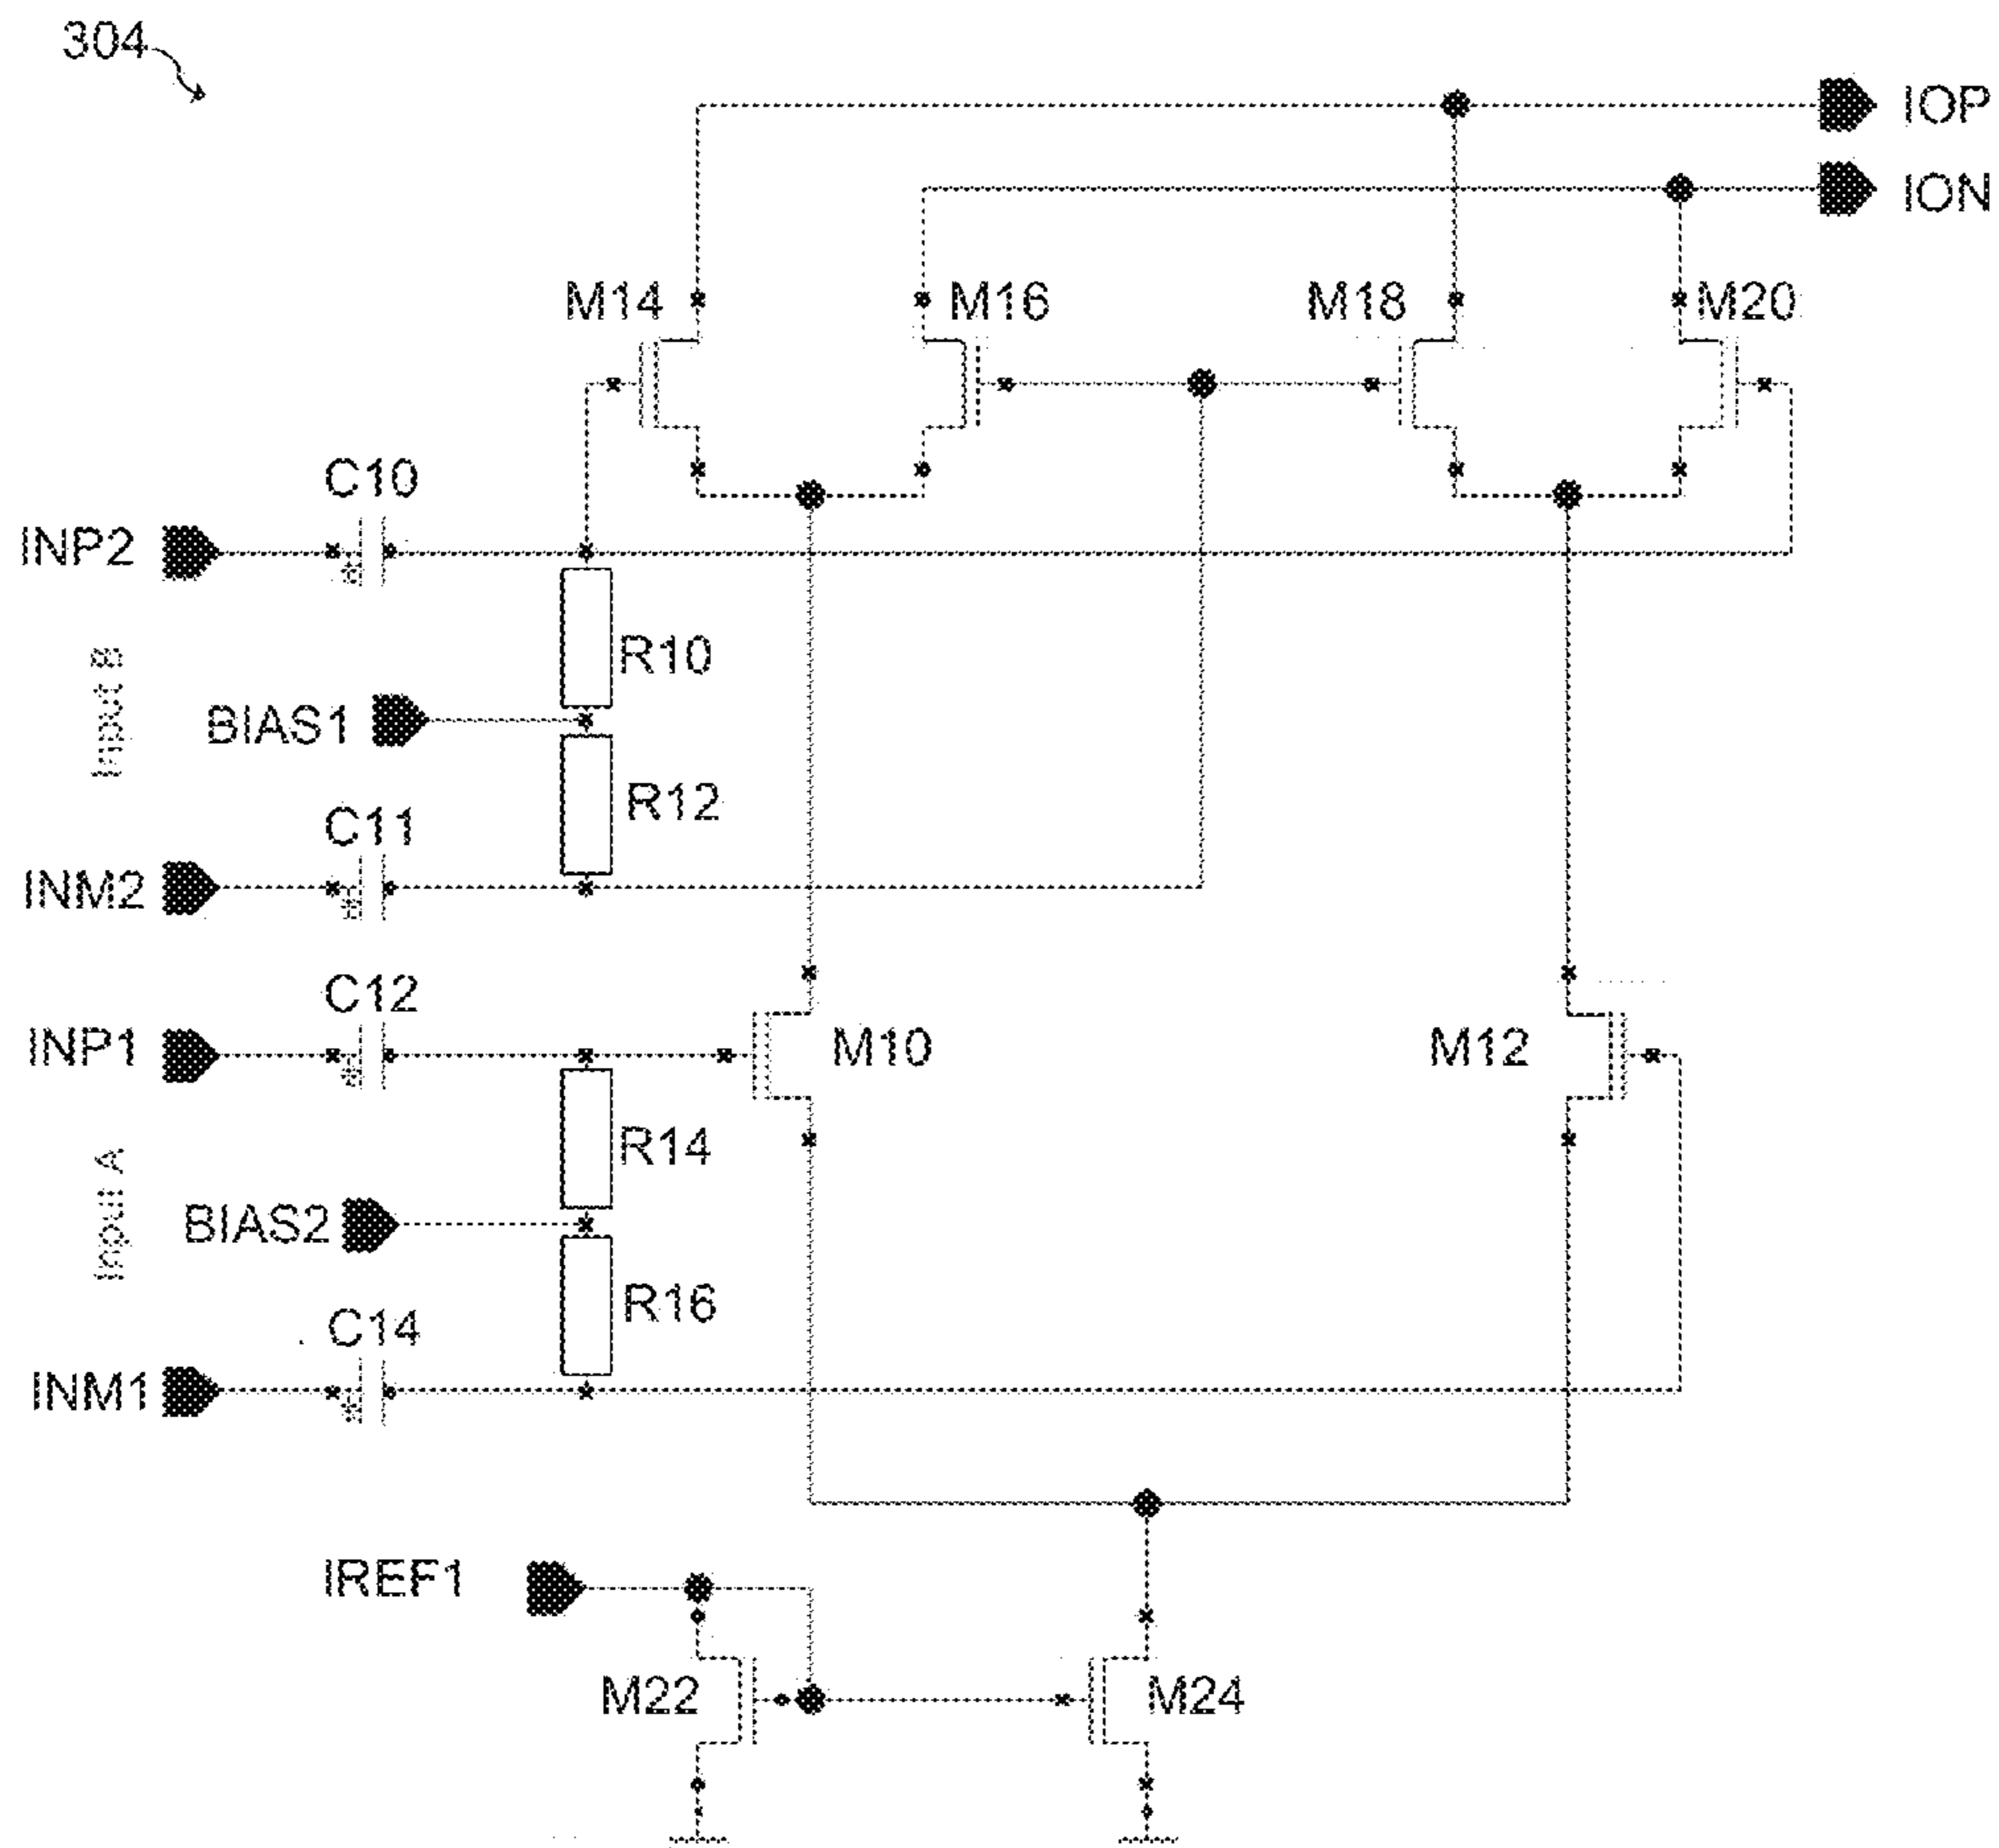 304
IOP
ION
M14
M16
M18
M20
C10
INP2
R10
Input B
BIAS1
R12
C11
INM2
C12
INP1
M10
M12
R14
Input A
BIAS2
R16
C14
INM1
IREF1
M22
M24